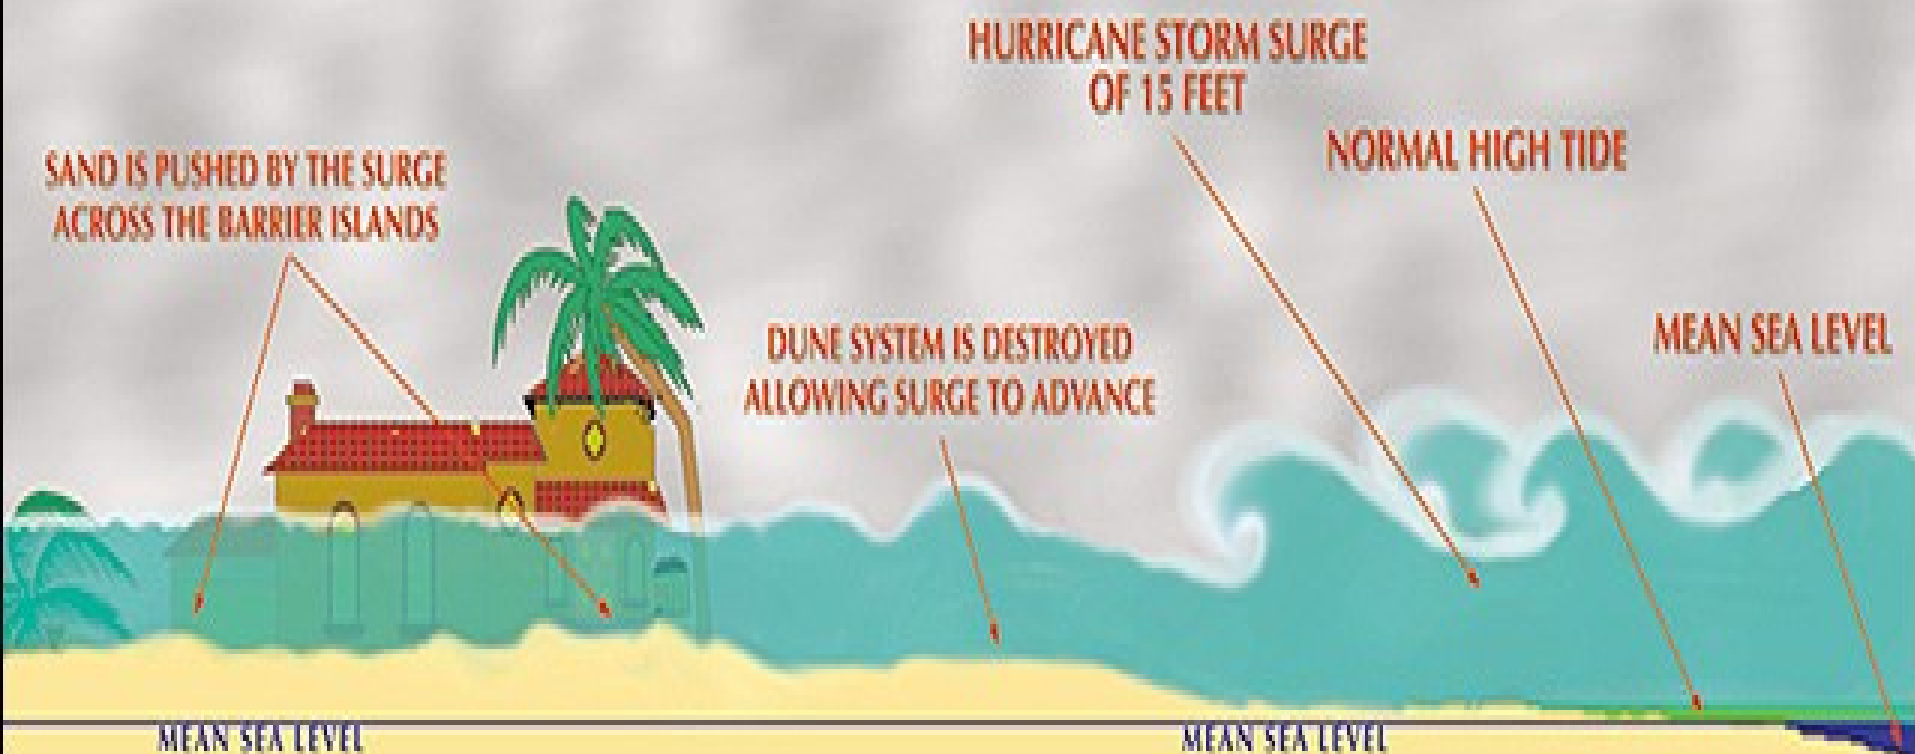 HURRICANE STORM SURGE
OF 15 FEET
NORMAL HIGH TIDE
SAND IS PUSHED BY THE SURGE
ACROSS THE BARRIER ISLANDS
MEAN SEA LEVEL
DUNE SYSTEM IS DESTROYED
ALLOWING SURGE TO ADVANCE
MEAN SEA LEVEL
MEAN SEA LEVEL